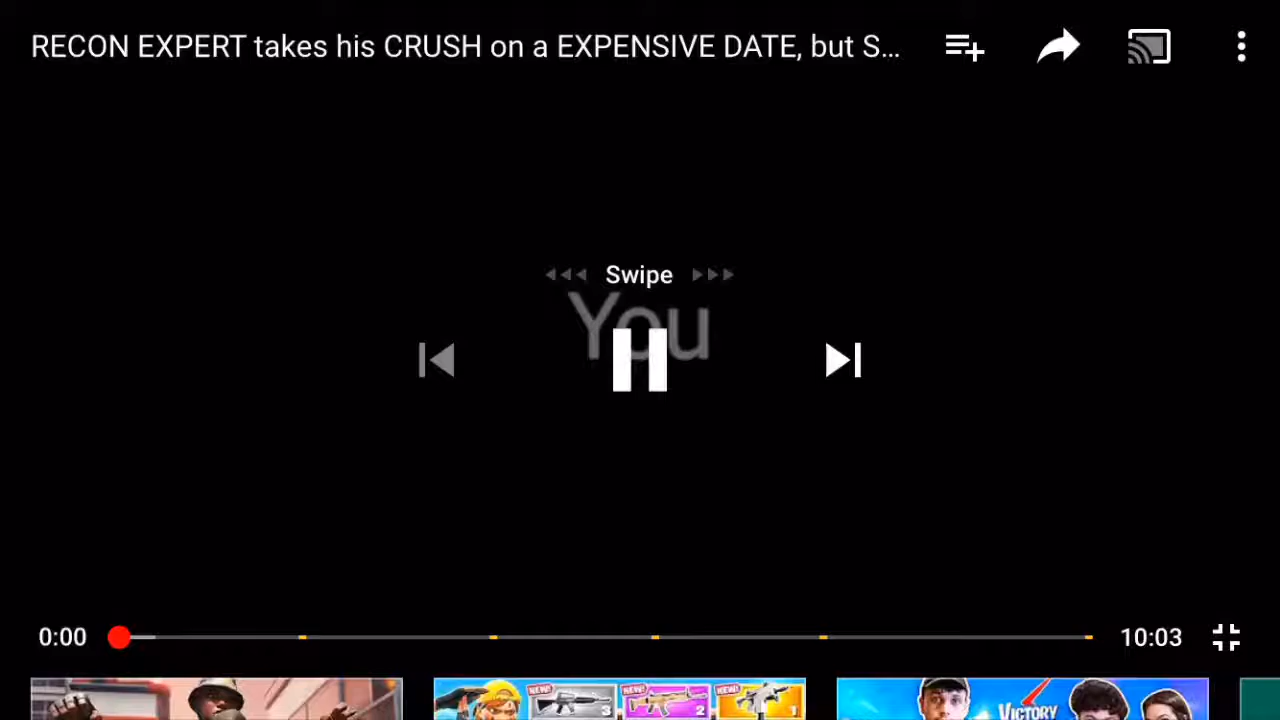 RECON EXPERT takes his CRUSH on a EXPENSIVE DATE, but S...
Swipe
You
0:00
10:03
NEW! 3 NEW! 2 NEW! 1
VICTORY